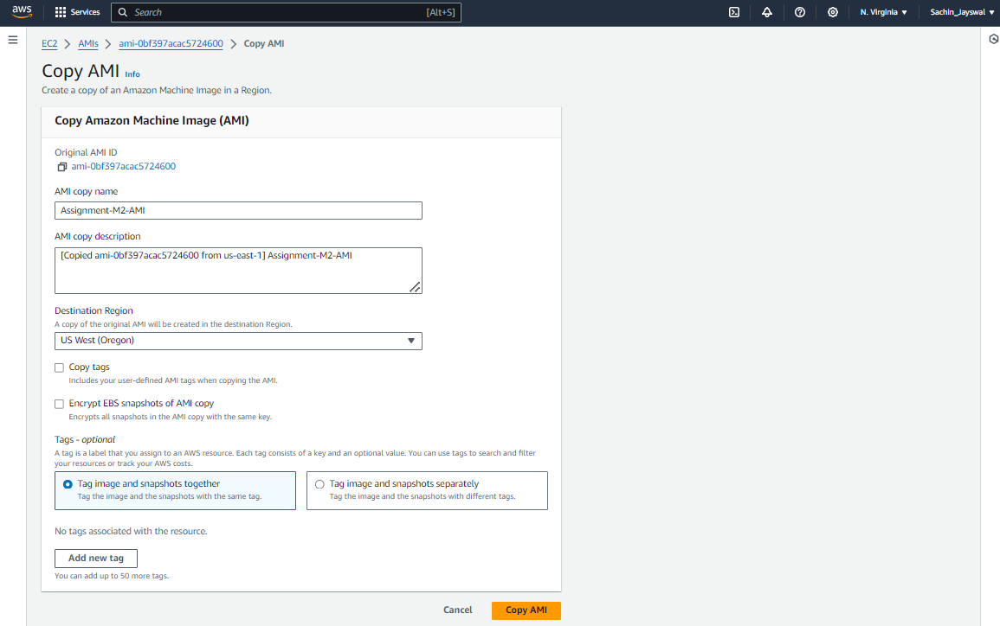 aws Services Search [Alt+S] N. Virginia Sachin_Jayswal
EC2 > AMIs > ami-0bf397acac5724600 > Copy AMI
Copy AMI Info
Create a copy of an Amazon Machine Image in a Region.
Copy Amazon Machine Image (AMI)
Original AMI ID
ami-0bf397acac5724600
AMI copy name
Assignment-M2-AMI
AMI copy description
[Copied ami-0bf397acac5724600 from us-east-1] Assignment-M2-AMI
Destination Region
A copy of the original AMI will be created in the destination Region.
US West (Oregon)
Copy tags
Includes your user-defined AMI tags when copying the AMI.
Encrypt EBS snapshots of AMI copy
Encrypts all snapshots in the AMI copy with the same key.
Tags - optional
A tag is a label that you assign to an AWS resource. Each tag consists of a key and an optional value. You can use tags to search and filter
your resources or track your AWS costs.
Tag image and snapshots together
Tag the image and the snapshots with the same tag.
Tag image and snapshots separately
Tag the image and the snapshots with different tags.
No tags associated with the resource.
Add new tag
You can add up to 50 more tags.
Cancel Copy AMI